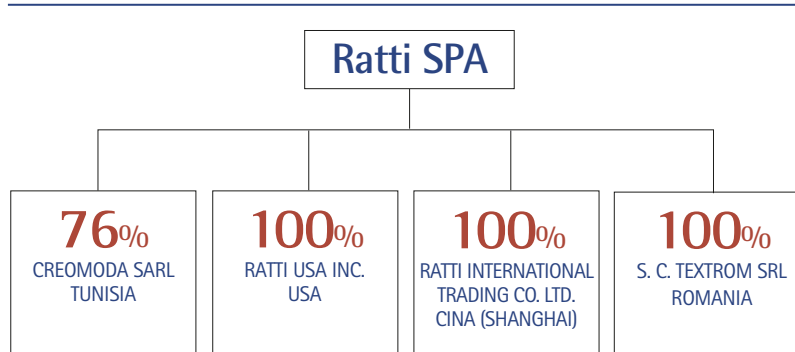 Ratti SPA
76%
CREOMODA SARL
TUNISIA
100%
RATTI USA INC.
USA
100%
RATTI INTERNATIONAL
TRADING CO. LTD.
CINA (SHANGHAI)
100%
S. C. TEXTROM SRL
ROMANIA